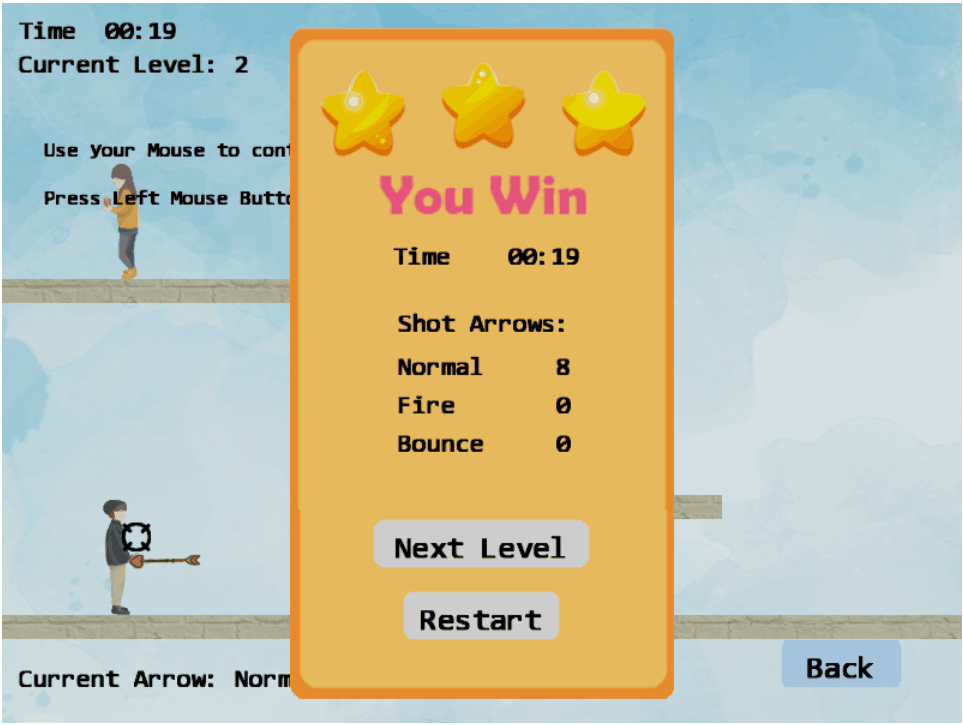 Time 00:19
Current Level: 2
Use your Mouse to cont
Press Left Mouse Butto
You Win
Time 00:19
Shot Arrows:
Normal 8
Fire 0
Bounce 0
Next Level
Restart
Current Arrow: Norm
Back